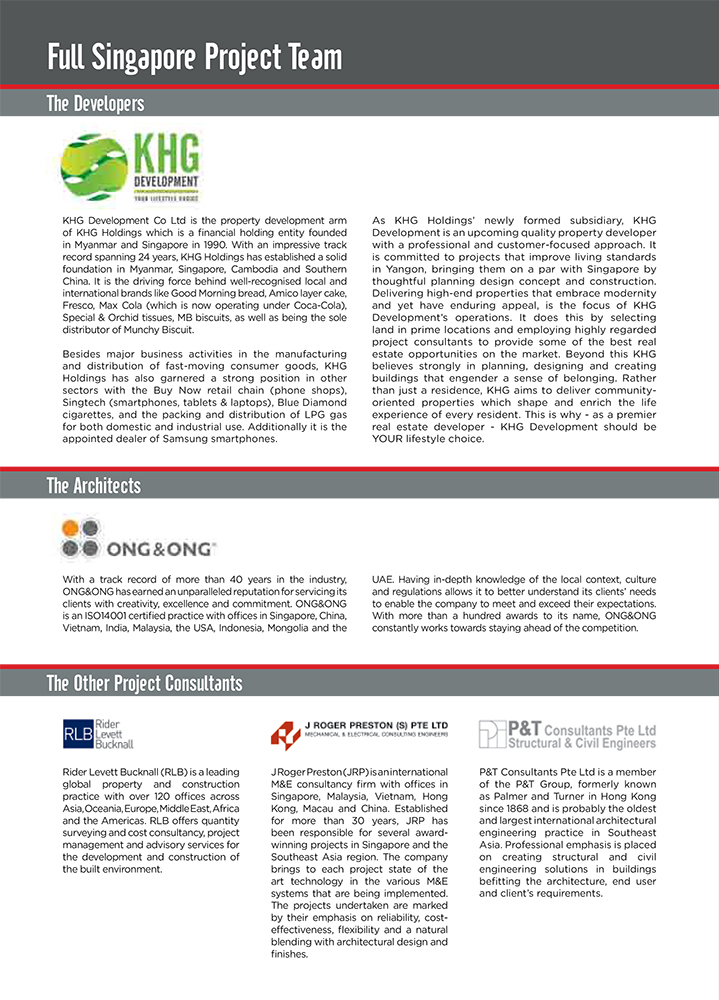 Full Singapore Project Team
The Developers
KHG
DEVELOPMENT
YOUR LIFESTYLE CHOICE
KHG Development Co Ltd is the property development arm
of KHG Holdings which is a financial holding entity founded
in Myanmar and Singapore in 1990. With an impressive track
record spanning 24 years, KHG Holdings has established a solid
foundation in Myanmar, Singapore, Cambodia and Southern
China. It is the driving force behind well-recognised local and
international brands like Good Morning bread, Amico layer cake,
Fresco, Max Cola (which is now operating under Coca-Cola),
Special & Orchid tissues, MB biscuits, as well as being the sole
distributor of Munchy Biscuit.
Besides major business activities in the manufacturing
and distribution of fast-moving consumer goods, KHG
Holdings has also garnered a strong position in other
sectors with the Buy Now retail chain (phone shops),
Singtech (smartphones, tablets & laptops), Blue Diamond
cigarettes, and the packing and distribution of LPG gas
for both domestic and industrial use. Additionally it is the
appointed dealer of Samsung smartphones.
As KHG Holdings' newly formed subsidiary, KHG
Development is an upcoming quality property developer
with a professional and customer-focused approach. It
is committed to projects that improve living standards
in Yangon, bringing them on a par with Singapore by
thoughtful planning design concept and construction.
Delivering high-end properties that embrace modernity
and yet have enduring appeal, is the focus of KHG
Development's operations. It does this by selecting
land in prime locations and employing highly regarded
project consultants to provide some of the best real
estate opportunities on the market. Beyond this KHG
believes strongly in planning, designing and creating
buildings that engender a sense of belonging. Rather
than just a residence, KHG aims to deliver community-
oriented properties which shape and enrich the life
experience of every resident. This is why - as a premier
real estate developer - KHG Development should be
YOUR lifestyle choice.
The Architects
ONG&ONG
With a track record of more than 40 years in the industry,
ONG&ONG has earned an unparalleled reputation for servicing its
clients with creativity, excellence and commitment. ONG&ONG
is an ISO14001 certified practice with offices in Singapore, China,
Vietnam, India, Malaysia, the USA, Indonesia, Mongolia and the
UAE. Having in-depth knowledge of the local context, culture
and regulations allows it to better understand its clients' needs
to enable the company to meet and exceed their expectations.
With more than a hundred awards to its name, ONG&ONG
constantly works towards staying ahead of the competition.
The Other Project Consultants
RLB
Rider
Levett
Bucknall
Rider Levett Bucknall (RLB) is a leading
global property and construction
practice with over 120 offices across
Asia, Oceania, Europe, Middle East, Africa
and the Americas. RLB offers quantity
surveying and cost consultancy, project
management and advisory services for
the development and construction of
the built environment.
J ROGER PRESTON (S) PTE LTD
MECHANICAL & ELECTRICAL CONSULTING ENGINEERS
J Roger Preston (JRP) is an international
M&E consultancy firm with offices in
Singapore, Malaysia, Vietnam, Hong
Kong, Macau and China. Established
for more than 30 years, JRP has
been responsible for several award-
winning projects in Singapore and the
Southeast Asia region. The company
brings to each project state of the
art technology in the various M&E
systems that are being implemented.
The projects undertaken are marked
by their emphasis on reliability, cost-
effectiveness, flexibility and a natural
blending with architectural design and
finishes.
P&T Consultants Pte Ltd
Structural & Civil Engineers
P&T Consultants Pte Ltd is a member
of the P&T Group, formerly known
as Palmer and Turner in Hong Kong
since 1868 and is probably the oldest
and largest international architectural
engineering practice in Southeast
Asia. Professional emphasis is placed
on creating structural and civil
engineering solutions in buildings
befitting the architecture, end user
and client's requirements.